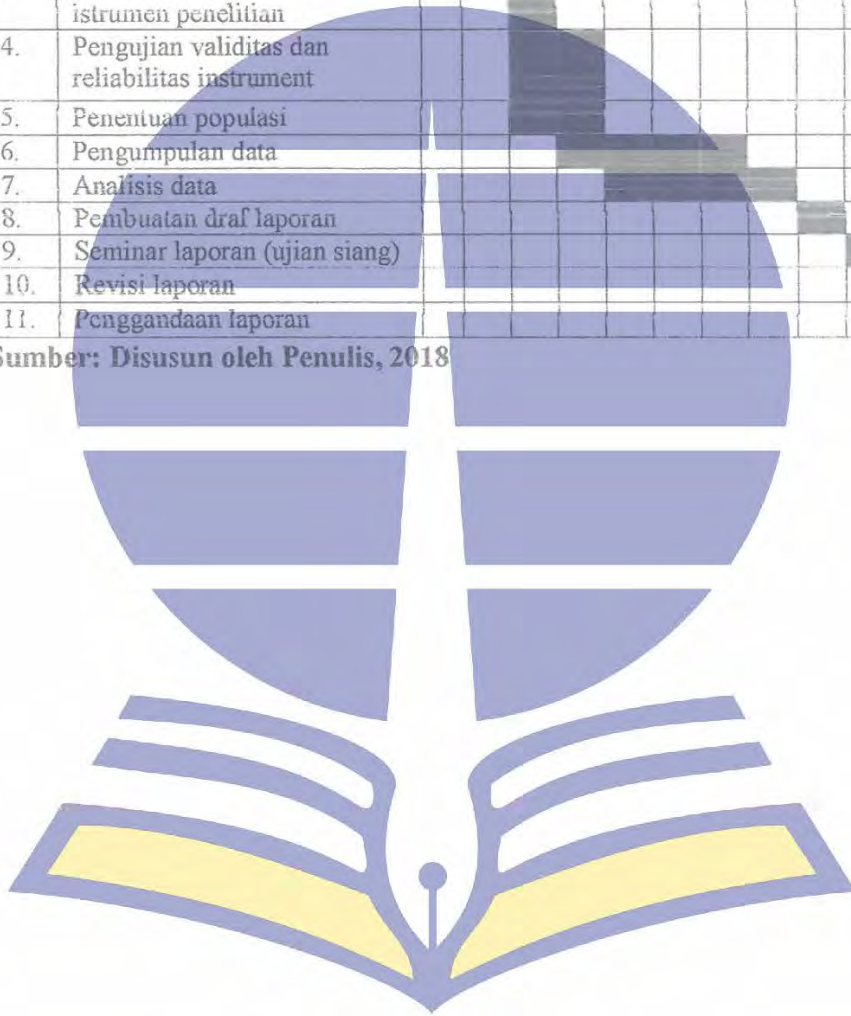 istrumen penelitian
4. Pengujian validitas dan
reliabilitas instrument
5. Penentuan populasi
6. Pengumpulan data
7. Analisis data
8. Pembuatan draf laporan
9. Seminar laporan (ujian siang)
10. Revisi laporan
11. Penggandaan laporan
Sumber: Disusun oleh Penulis, 2018